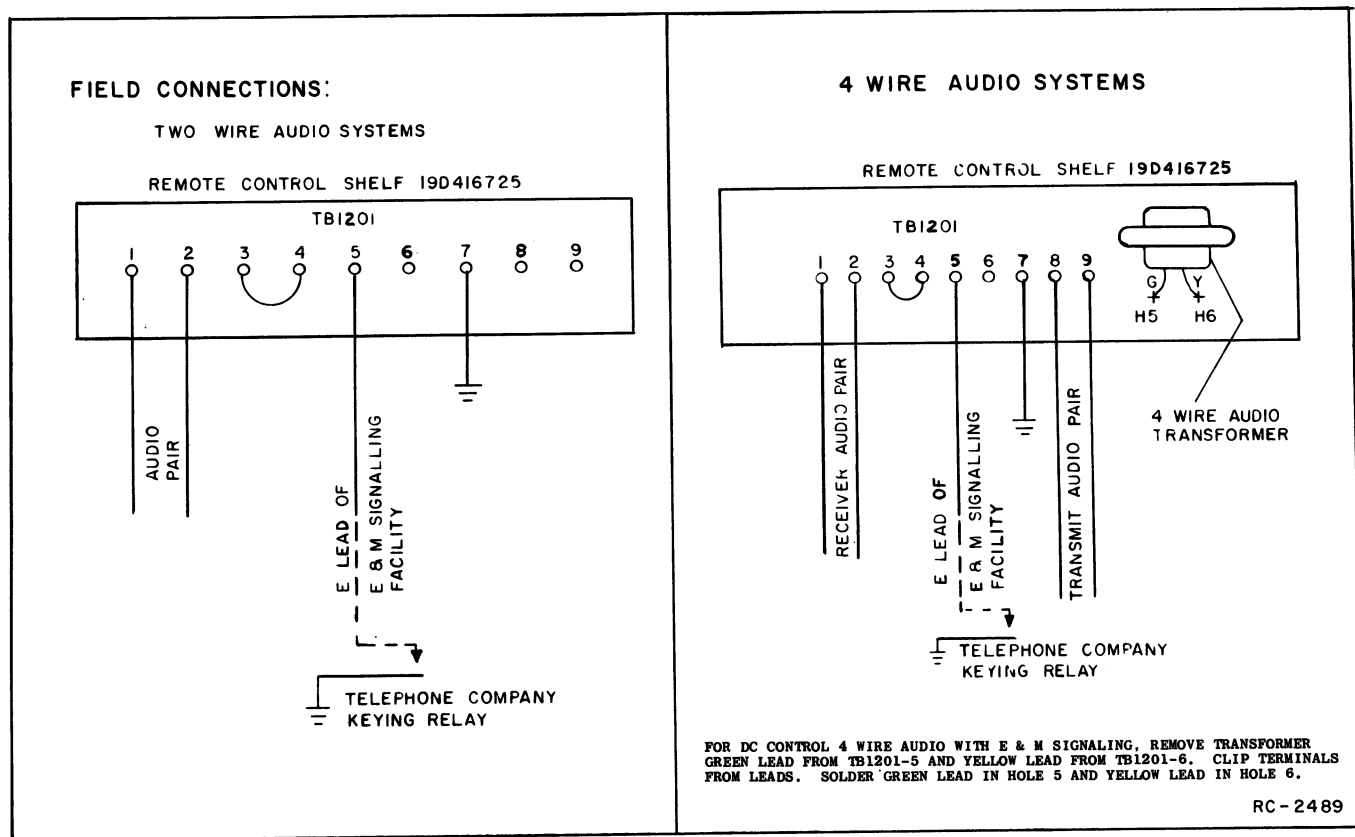 FIELD CONNECTIONS:
TWO WIRE AUDIO SYSTEMS
REMOTE CONTROL SHELF 19D416725
TB1201
1 2 3 4 5 6 7 8 9
AUDIO
PAIR
E LEAD OF
E & M SIGNALLING
FACILITY
TELEPHONE COMPANY
KEYING RELAY
4 WIRE AUDIO SYSTEMS
REMOTE CONTROL SHELF 19D416725
TB1201
1 2 3 4 5 6 7 8 9
G Y
H5 H6
RECEIVER AUDIO PAIR
E LEAD OF
E & M SIGNALLING
FACILITY
TRANSMIT AUDIO PAIR
4 WIRE AUDIO
TRANSFORMER
TELEPHONE COMPANY
KEYING RELAY
FOR DC CONTROL 4 WIRE AUDIO WITH E & M SIGNALING, REMOVE TRANSFORMER
GREEN LEAD FROM TB1201-5 AND YELLOW LEAD FROM TB1201-6. CLIP TERMINALS
FROM LEADS. SOLDER GREEN LEAD IN HOLE 5 AND YELLOW LEAD IN HOLE 6.
RC-2489